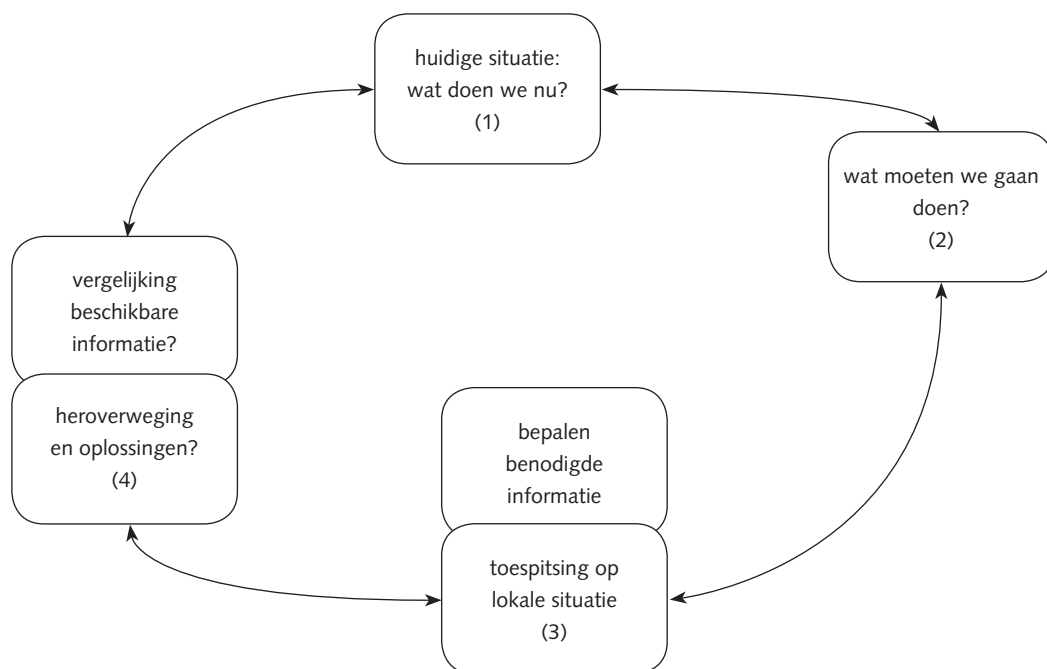 huidige situatie:
wat doen we nu?
(1)
wat moeten we gaan
doen?
(2)
vergelijking
beschikbare
informatie?
heroverweging
en oplossingen?
(4)
bepalen
benodigde
informatie
toespitsing op
lokale situatie
(3)